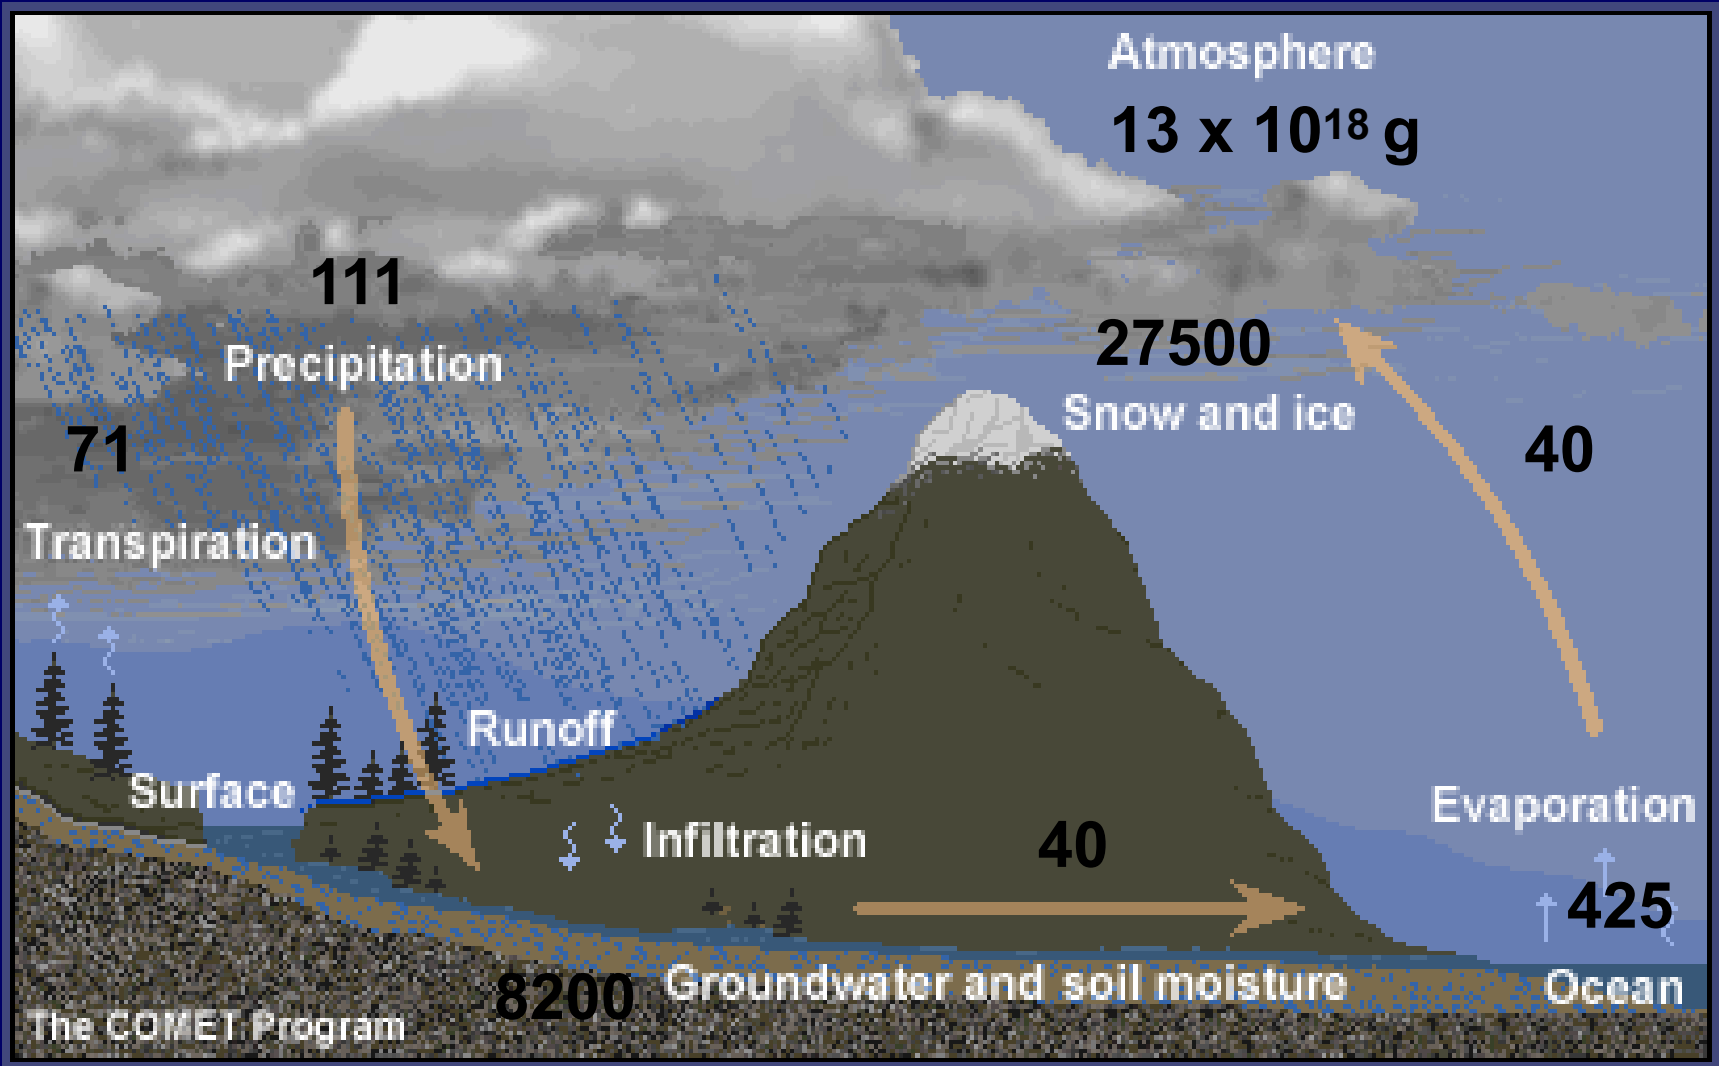 Atmosphere
13 x 10¹⁸ g
111
27500
Precipitation
Snow and ice
71
40
Transpiration
Runoff
Surface
Evaporation
Infiltration
40
425
8200
Groundwater and soil moisture
Ocean
The COMET Program